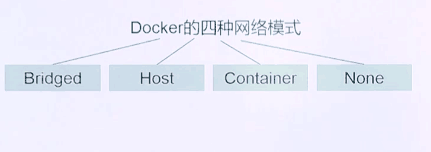 Docker的四种网络模式
Bridged
Host
Container
None